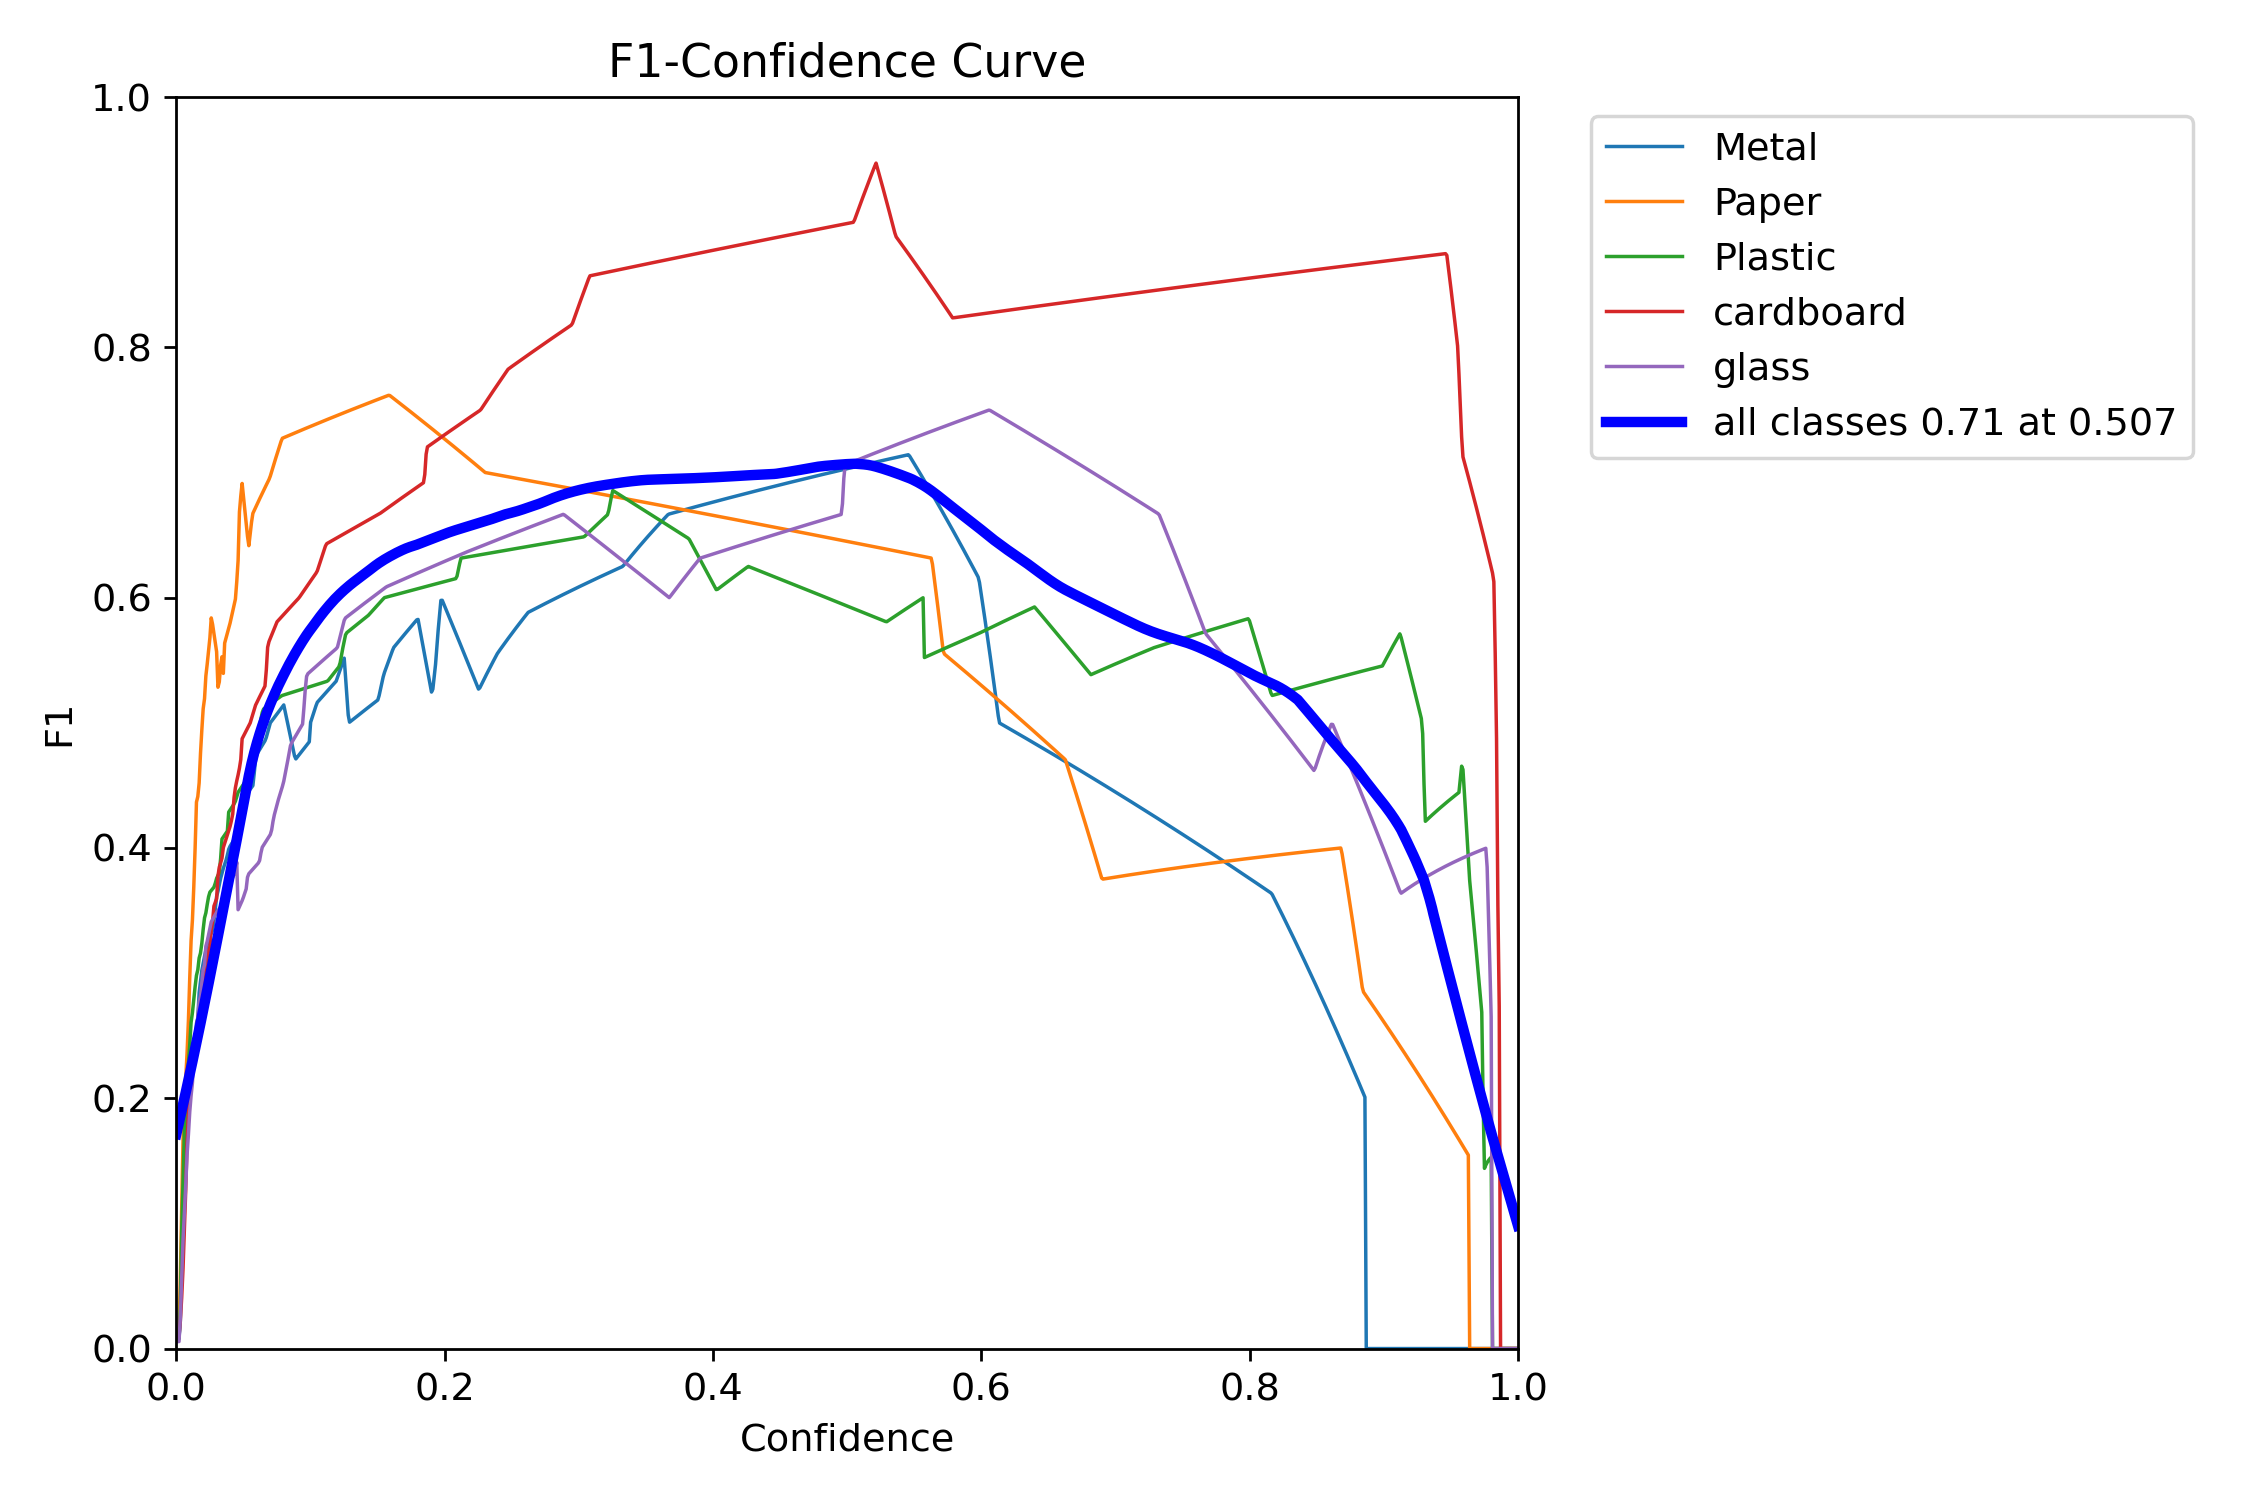 F1-Confidence Curve
1.0
0.8
0.6
0.4
0.2
0.0
F1
0.0 0.2 0.4 0.6 0.8 1.0
Confidence
Metal
Paper
Plastic
cardboard
glass
all classes 0.71 at 0.507